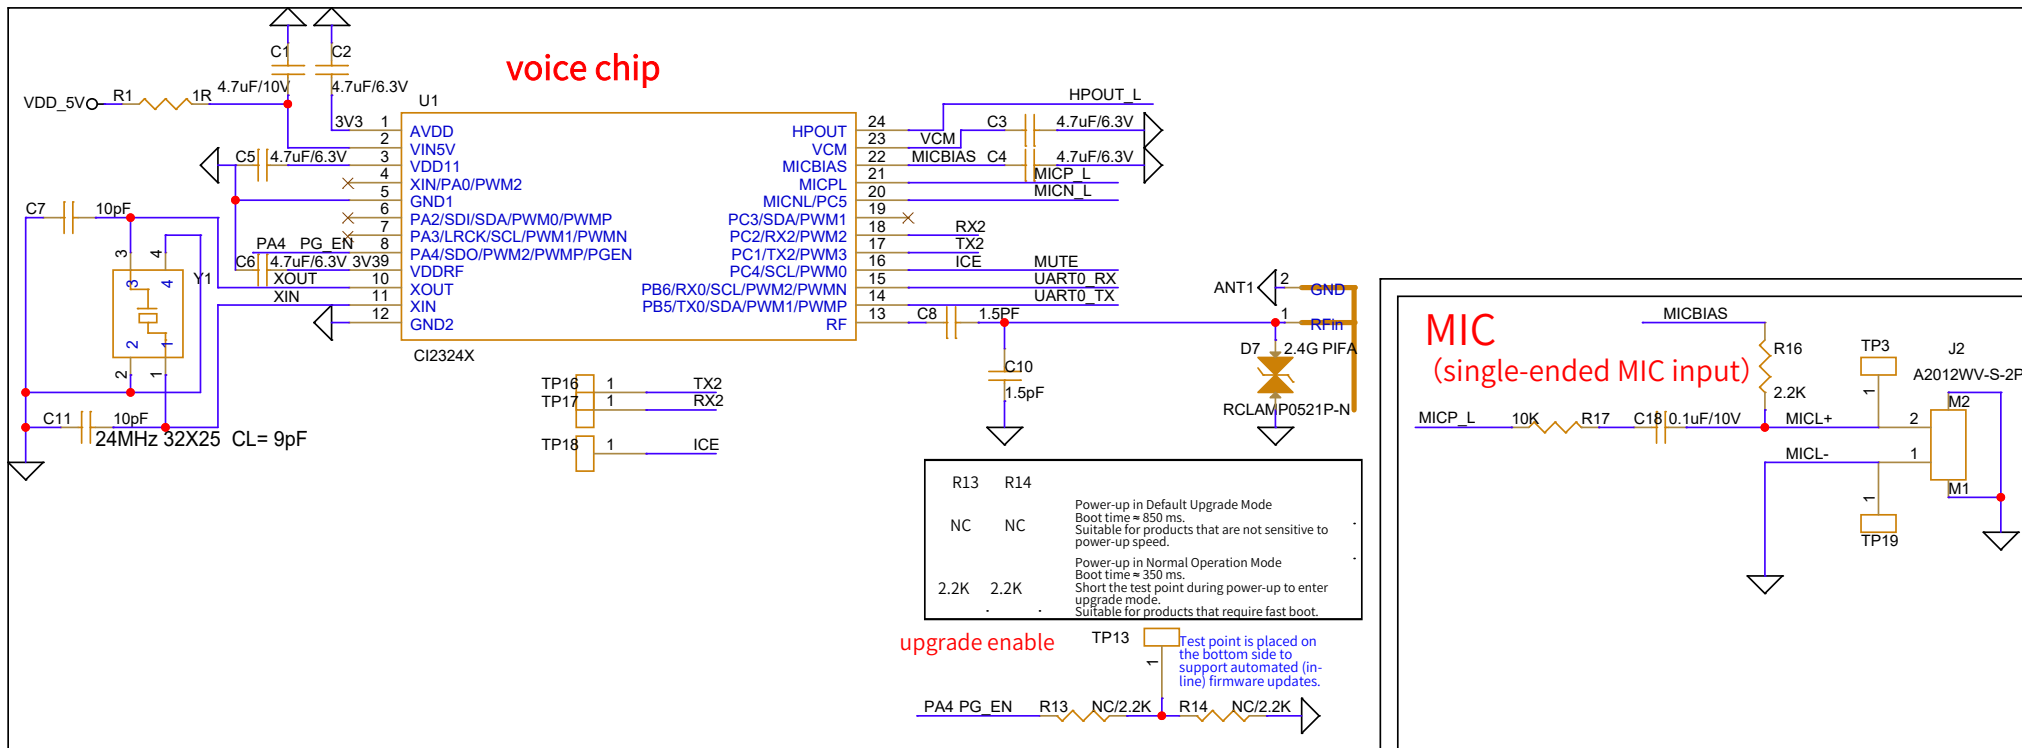 voice chip
C1
C2
4.7uF/10V
4.7uF/6.3V
VDD_5V
R1
1R
U1
CI2324X
3V3
1
AVDD
2
VIN5V
C5
4.7uF/6.3V
3
VDD11
4
XIN/PA0/PWM2
5
GND1
6
PA2/SDI/SDA/PWM0/PWMP
7
PA3/LRCK/SCL/PWM1/PWMN
PA4 PG_EN
8
PA4/SDO/PWM2/PWMP/PGEN
C6
4.7uF/6.3V
3V3
9
VDDRF
XOUT
10
XOUT
XIN
11
XIN
12
GND2
24
HPOUT
HPOUT_L
23
VCM
VCM
C3
4.7uF/6.3V
22
MICBIAS
MICBIAS
C4
4.7uF/6.3V
21
MICPL
MICP_L
20
MICNL/PC5
MICN_L
19
PC3/SDA/PWM1
18
PC2/RX2/PWM2
RX2
17
PC1/TX2/PWM3
TX2
16
PC4/SCL/PWM0
ICE
MUTE
15
PB6/RX0/SCL/PWM2/PWMN
UART0_RX
14
PB5/TX0/SDA/PWM1/PWMP
UART0_TX
13
RF
C8
1.5PF
C7
10pF
3
4
3
4
Y1
2
1
2
1
C11
10pF
24MHz 32X25 CL= 9pF
TP16
1
TX2
TP17
1
RX2
TP18
1
ICE
ANT1
2
GND
1
RFin
2.4G PIFA
D7
RCLAMP0521P-N
C10
1.5pF
R13 R14
NC NC
Power-up in Default Upgrade Mode
Boot time ≈ 850 ms.
Suitable for products that are not sensitive to
power-up speed.
2.2K 2.2K
Power-up in Normal Operation Mode
Boot time ≈ 350 ms.
Short the test point during power-up to enter
upgrade mode.
Suitable for products that require fast boot.
upgrade enable
TP13
1
Test point is placed on
the bottom side to
support automated (in-
line) firmware updates.
PA4 PG_EN
R13
NC/2.2K
R14
NC/2.2K
MIC
（single-ended MIC input）
MICBIAS
R16
2.2K
MICP_L
10K
R17
C18
0.1uF/10V
MICL+
MICL-
TP3
1
TP19
1
J2
A2012WV-S-2P
M2
2
1
M1